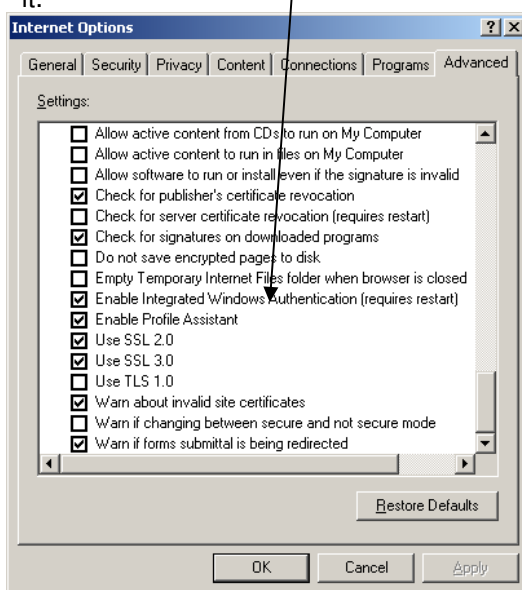 it.
Internet Options
General Security Privacy Content Connections Programs Advanced
Settings:
Allow active content from CDs to run on My Computer
Allow active content to run in files on My Computer
Allow software to run or install even if the signature is invalid
Check for publisher's certificate revocation
Check for server certificate revocation (requires restart)
Check for signatures on downloaded programs
Do not save encrypted pages to disk
Empty Temporary Internet Files folder when browser is closed
Enable Integrated Windows Authentication (requires restart)
Enable Profile Assistant
Use SSL 2.0
Use SSL 3.0
Use TLS 1.0
Warn about invalid site certificates
Warn if changing between secure and not secure mode
Warn if forms submittal is being redirected
Restore Defaults
OK Cancel Apply